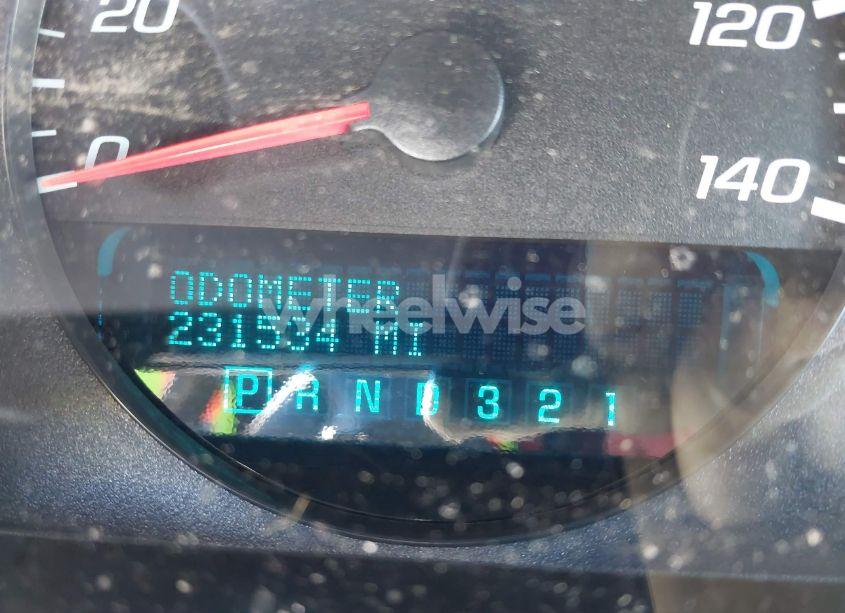 20
120
0
140
ODOMETER
231534 MI
wheelwise
P R N D 3 2 1